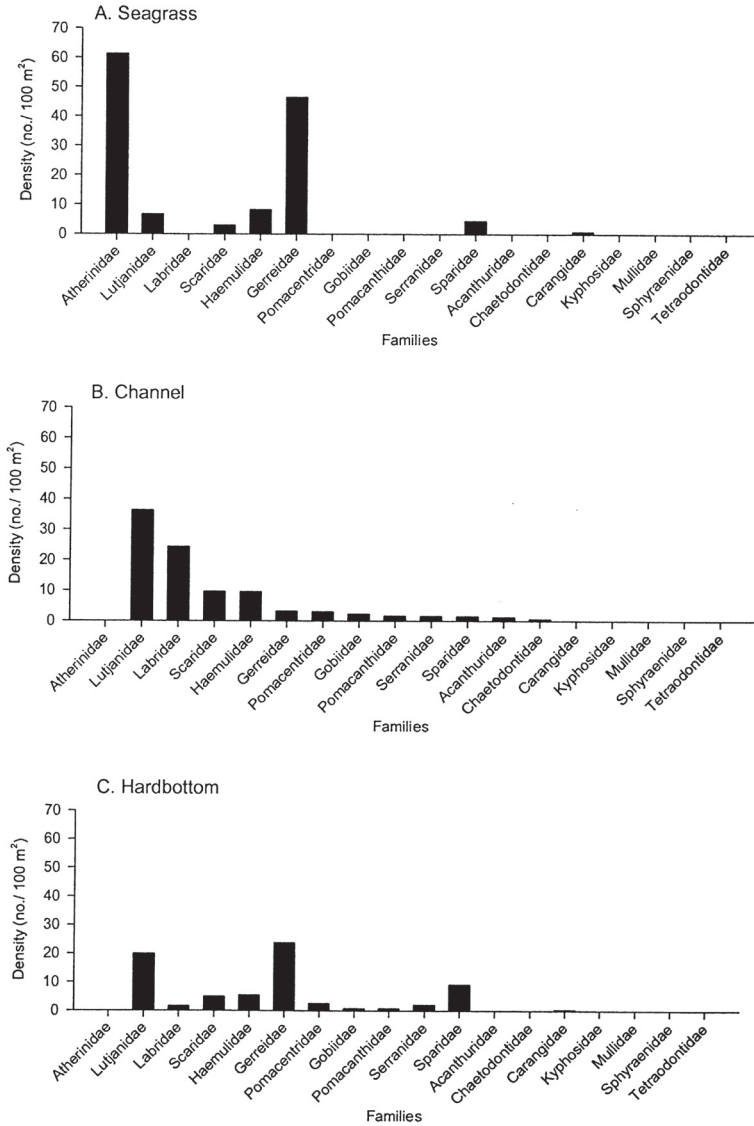 A. Seagrass
70
60
50
40
30
20
10
0
Density (no./ 100 m²)
Atherinidae
Lutjanidae
Labridae
Scaridae
Haemulidae
Gerreidae
Pomacentridae
Gobiidae
Pomacanthidae
Serranidae
Sparidae
Acanthuridae
Chaetodontidae
Carangidae
Kyphosidae
Mullidae
Sphyraenidae
Tetraodontidae
Families
B. Channel
70
60
50
40
30
20
10
0
Density (no./ 100 m²)
Atherinidae
Lutjanidae
Labridae
Scaridae
Haemulidae
Gerreidae
Pomacentridae
Gobiidae
Pomacanthidae
Serranidae
Sparidae
Acanthuridae
Chaetodontidae
Carangidae
Kyphosidae
Mullidae
Sphyraenidae
Tetraodontidae
Families
C. Hardbottom
70
60
50
40
30
20
10
0
Density (no./ 100 m²)
Atherinidae
Lutjanidae
Labridae
Scaridae
Haemulidae
Gerreidae
Pomacentridae
Gobiidae
Pomacanthidae
Serranidae
Sparidae
Acanthuridae
Chaetodontidae
Carangidae
Kyphosidae
Mullidae
Sphyraenidae
Tetraodontidae
Families